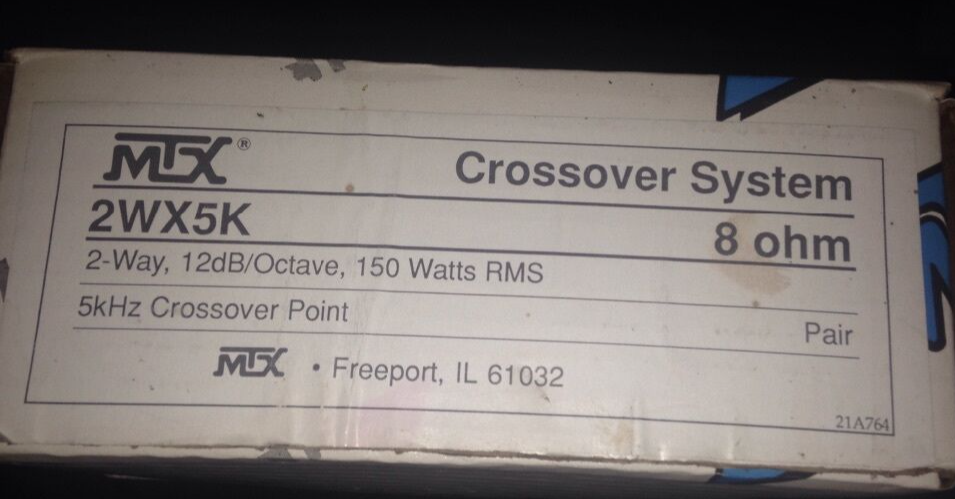 MTX®
Crossover System
2WX5K
8 ohm
2-Way, 12dB/Octave, 150 Watts RMS
5kHz Crossover Point
Pair
MTX • Freeport, IL 61032
21A764